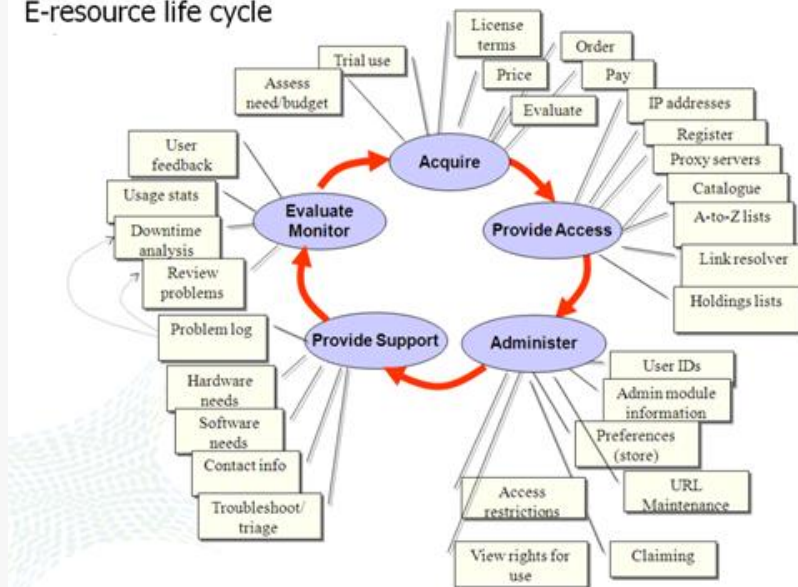 E-resource life cycle
License
terms
Trial use
Order
Price
Pay
Assess
need/budget
Evaluate
IP addresses
Register
Proxy servers
Catalogue
A-to-Z lists
Link resolver
Holdings lists
Acquire
User
feedback
Usage stats
Downtime
analysis
Review
problems
Evaluate
Monitor
Provide Access
Problem log
Provide Support
Administer
Hardware
needs
Software
needs
Contact info
Troubleshoot/
triage
User IDs
Admin module
information
Preferences
(store)
URL
Maintenance
Access
restrictions
View rights for
use
Claiming